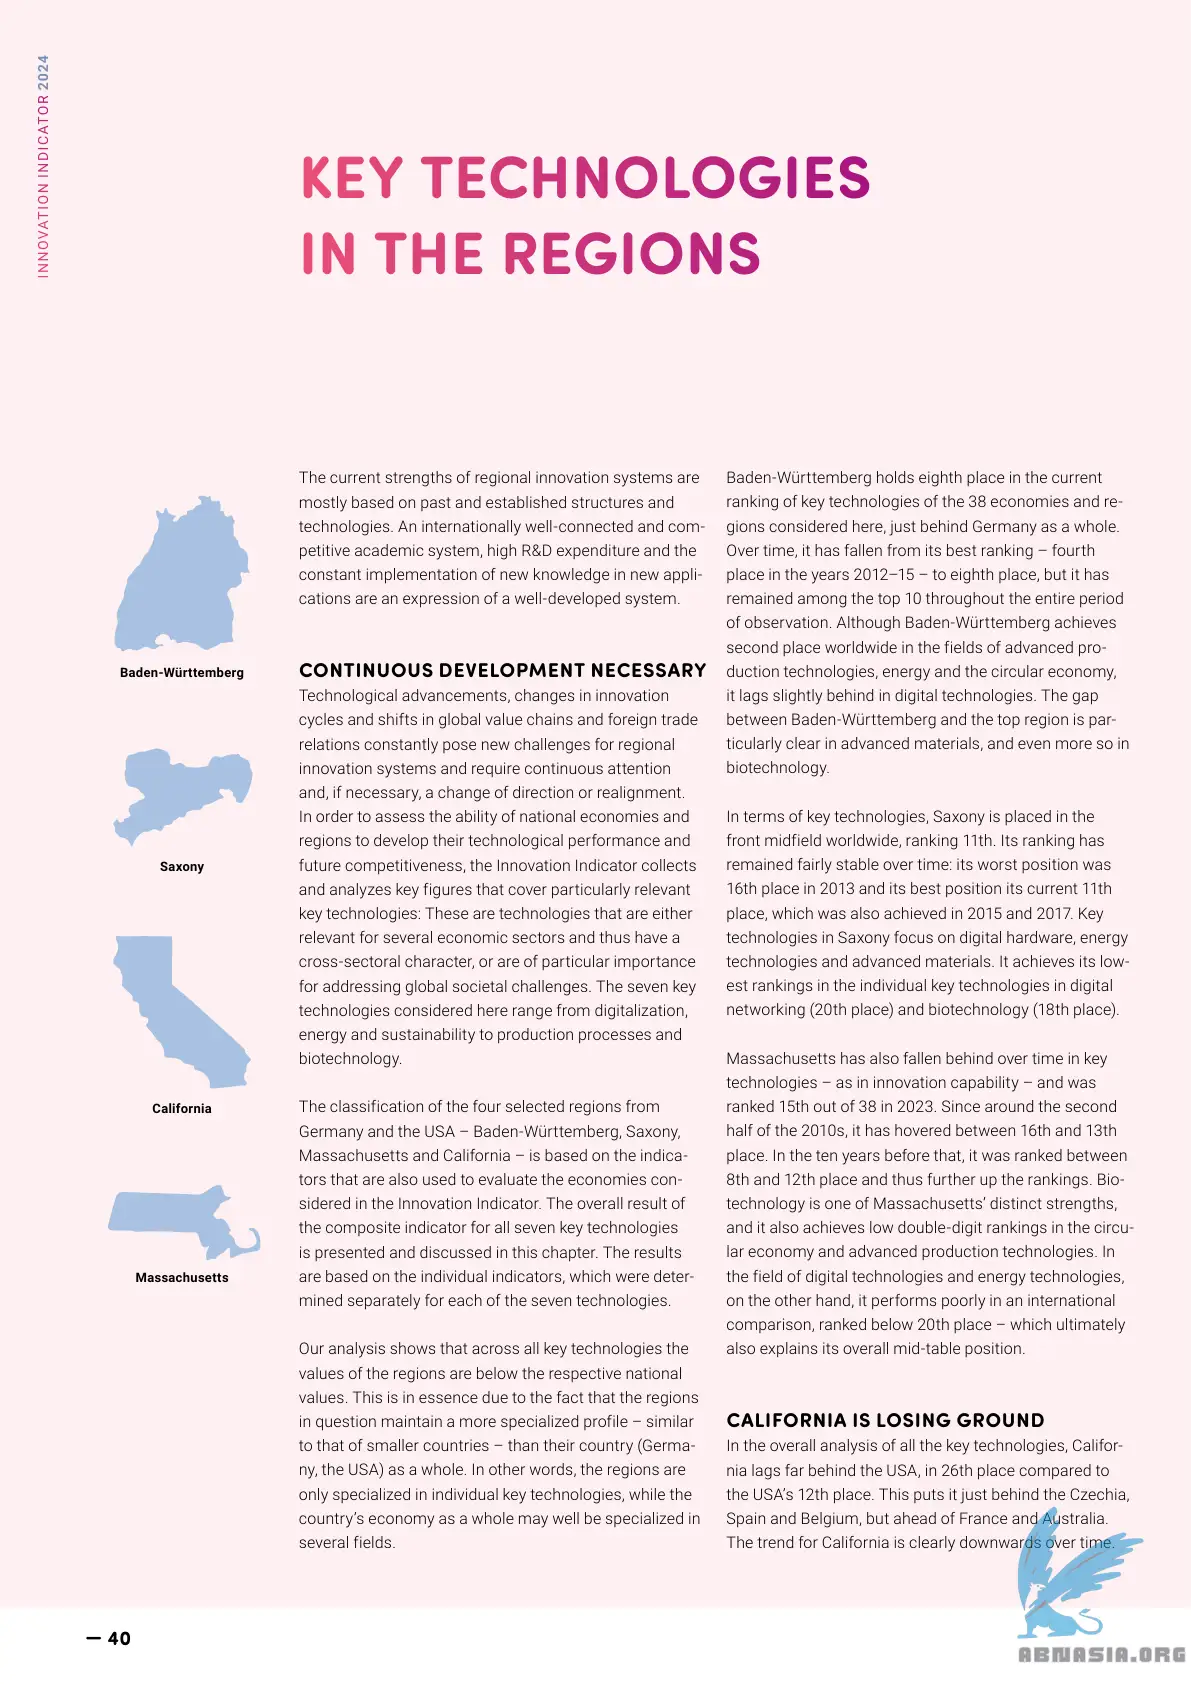 INNOVATION INDICATOR 2024
KEY TECHNOLOGIES
IN THE REGIONS
Baden-Württemberg
Saxony
California
Massachusetts
The current strengths of regional innovation systems are
mostly based on past and established structures and
technologies. An internationally well-connected and com-
petitive academic system, high R&D expenditure and the
constant implementation of new knowledge in new appli-
cations are an expression of a well-developed system.
CONTINUOUS DEVELOPMENT NECESSARY
Technological advancements, changes in innovation
cycles and shifts in global value chains and foreign trade
relations constantly pose new challenges for regional
innovation systems and require continuous attention
and, if necessary, a change of direction or realignment.
In order to assess the ability of national economies and
regions to develop their technological performance and
future competitiveness, the Innovation Indicator collects
and analyzes key figures that cover particularly relevant
key technologies: These are technologies that are either
relevant for several economic sectors and thus have a
cross-sectoral character, or are of particular importance
for addressing global societal challenges. The seven key
technologies considered here range from digitalization,
energy and sustainability to production processes and
biotechnology.
The classification of the four selected regions from
Germany and the USA – Baden-Württemberg, Saxony,
Massachusetts and California – is based on the indica-
tors that are also used to evaluate the economies con-
sidered in the Innovation Indicator. The overall result of
the composite indicator for all seven key technologies
is presented and discussed in this chapter. The results
are based on the individual indicators, which were deter-
mined separately for each of the seven technologies.
Our analysis shows that across all key technologies the
values of the regions are below the respective national
values. This is in essence due to the fact that the regions
in question maintain a more specialized profile – similar
to that of smaller countries – than their country (Germa-
ny, the USA) as a whole. In other words, the regions are
only specialized in individual key technologies, while the
country's economy as a whole may well be specialized in
several fields.
Baden-Württemberg holds eighth place in the current
ranking of key technologies of the 38 economies and re-
gions considered here, just behind Germany as a whole.
Over time, it has fallen from its best ranking – fourth
place in the years 2012–15 – to eighth place, but it has
remained among the top 10 throughout the entire period
of observation. Although Baden-Württemberg achieves
second place worldwide in the fields of advanced pro-
duction technologies, energy and the circular economy,
it lags slightly behind in digital technologies. The gap
between Baden-Württemberg and the top region is par-
ticularly clear in advanced materials, and even more so in
biotechnology.
In terms of key technologies, Saxony is placed in the
front midfield worldwide, ranking 11th. Its ranking has
remained fairly stable over time: its worst position was
16th place in 2013 and its best position its current 11th
place, which was also achieved in 2015 and 2017. Key
technologies in Saxony focus on digital hardware, energy
technologies and advanced materials. It achieves its low-
est rankings in the individual key technologies in digital
networking (20th place) and biotechnology (18th place).
Massachusetts has also fallen behind over time in key
technologies – as in innovation capability – and was
ranked 15th out of 38 in 2023. Since around the second
half of the 2010s, it has hovered between 16th and 13th
place. In the ten years before that, it was ranked between
8th and 12th place and thus further up the rankings. Bio-
technology is one of Massachusetts' distinct strengths,
and it also achieves low double-digit rankings in the circu-
lar economy and advanced production technologies. In
the field of digital technologies and energy technologies,
on the other hand, it performs poorly in an international
comparison, ranked below 20th place – which ultimately
also explains its overall mid-table position.
CALIFORNIA IS LOSING GROUND
In the overall analysis of all the key technologies, Califor-
nia lags far behind the USA, in 26th place compared to
the USA's 12th place. This puts it just behind the Czechia,
Spain and Belgium, but ahead of France and Australia.
The trend for California is clearly downwards over time.
— 40
ABNASIA.ORG